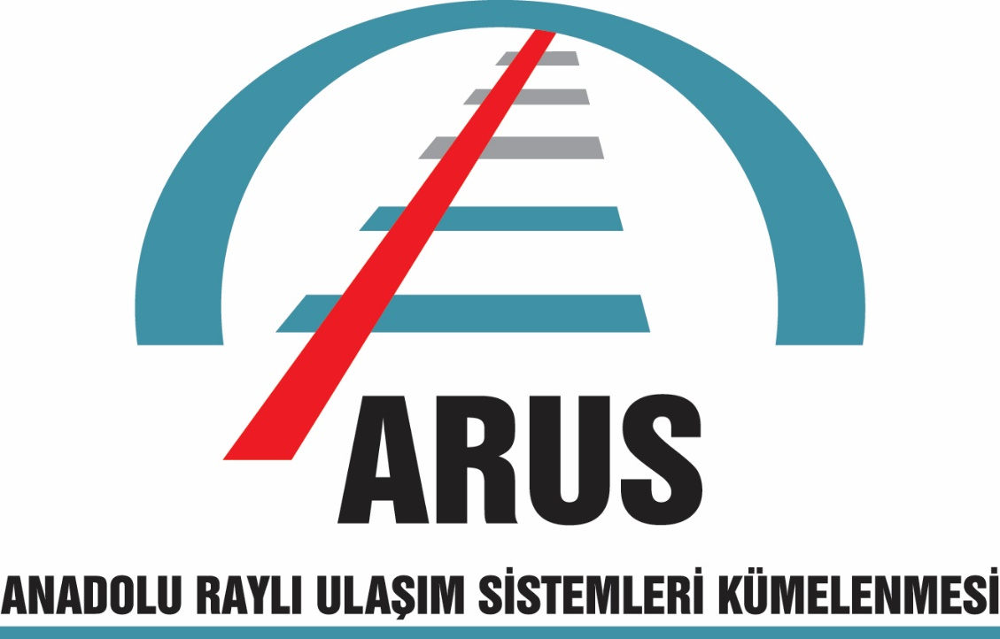 ARUS
ANADOLU RAYLI ULAŞIM SİSTEMLERİ KÜMELENMESİ